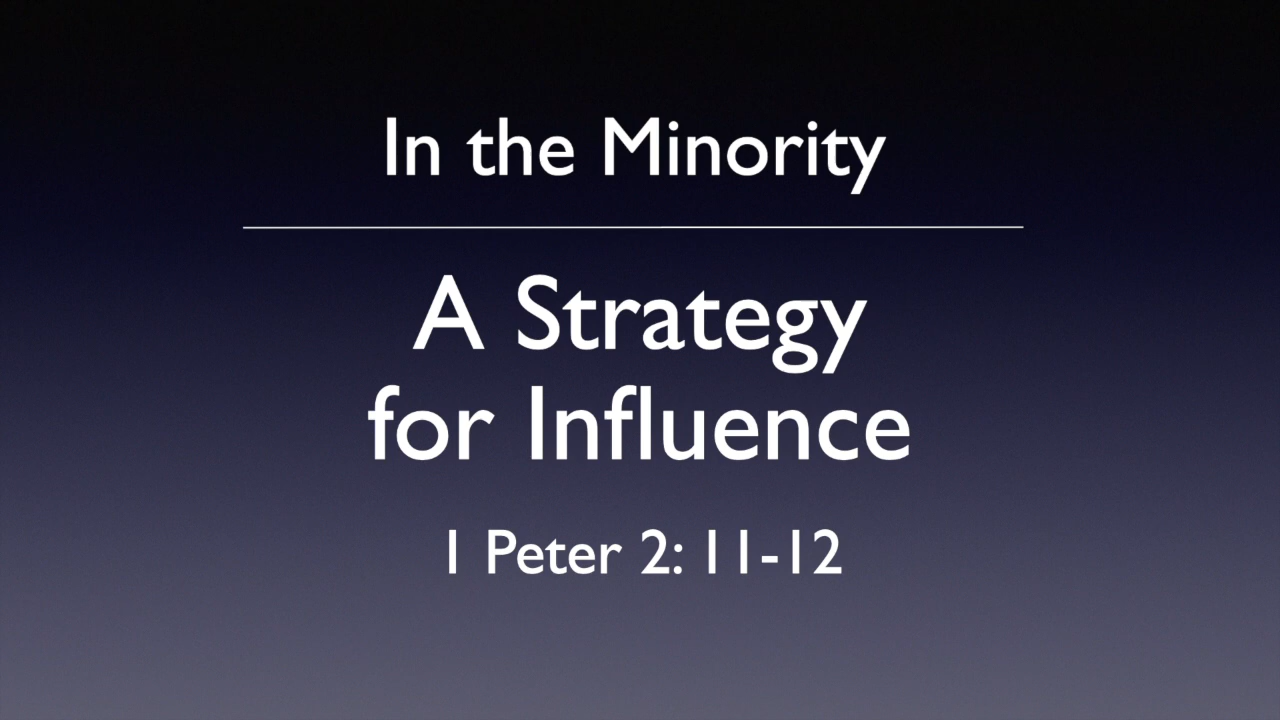 In the Minority
A Strategy
for Influence
1 Peter 2: 11-12